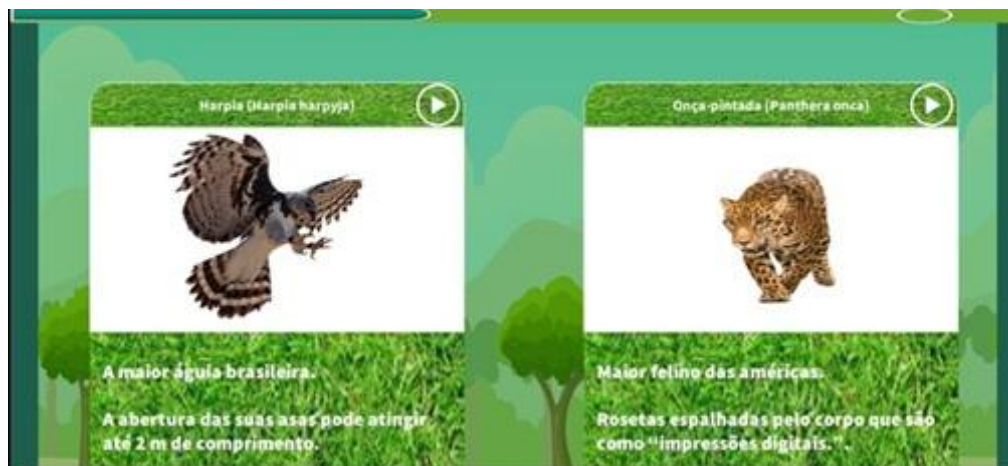 Harpia (Harpia harpyja)
A maior águia brasileira.
A abertura das suas asas pode atingir
até 2 m de comprimento.
Onça-pintada (Panthera onca)
Maior felino das américas.
Rosetas espalhadas pelo corpo que são
como “impressões digitais.”.